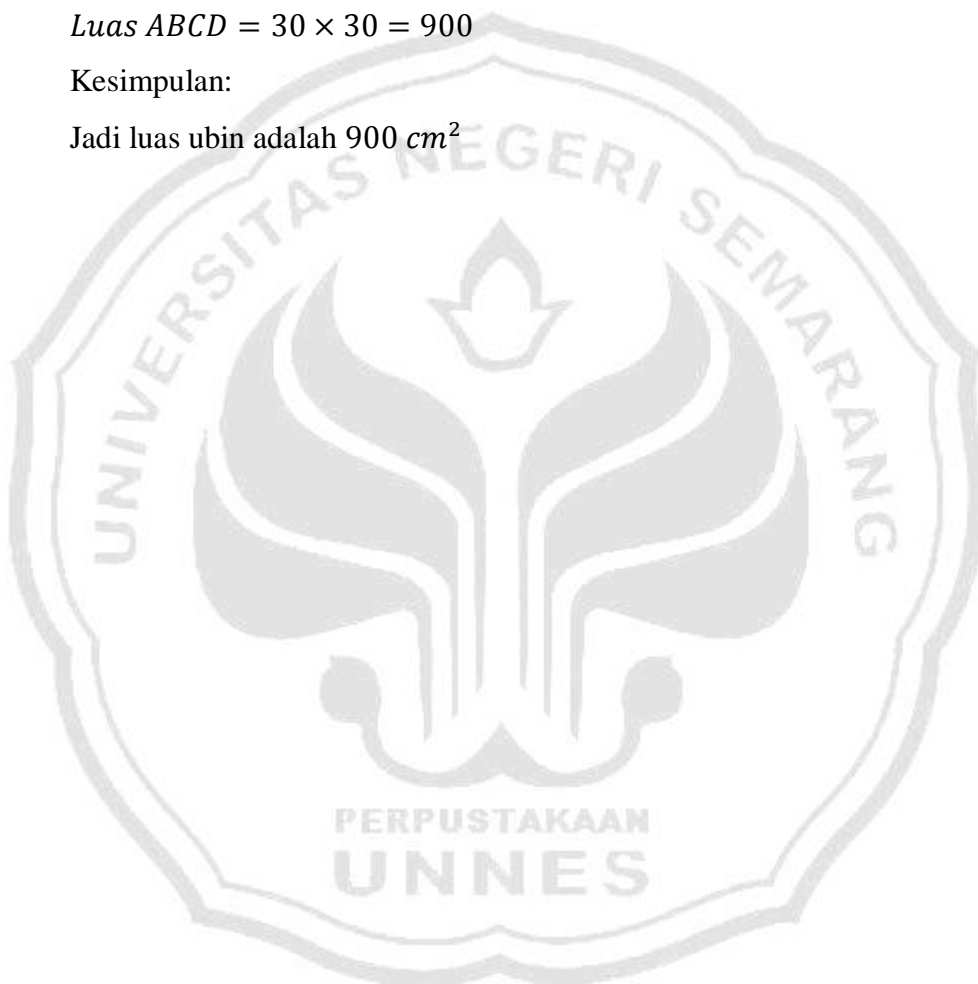 Luas ABCD = 30 × 30 = 900
Kesimpulan:
Jadi luas ubin adalah 900 cm²
UNIVERSITAS NEGERI SEMARANG
PERPUSTAKAAN
UNNES